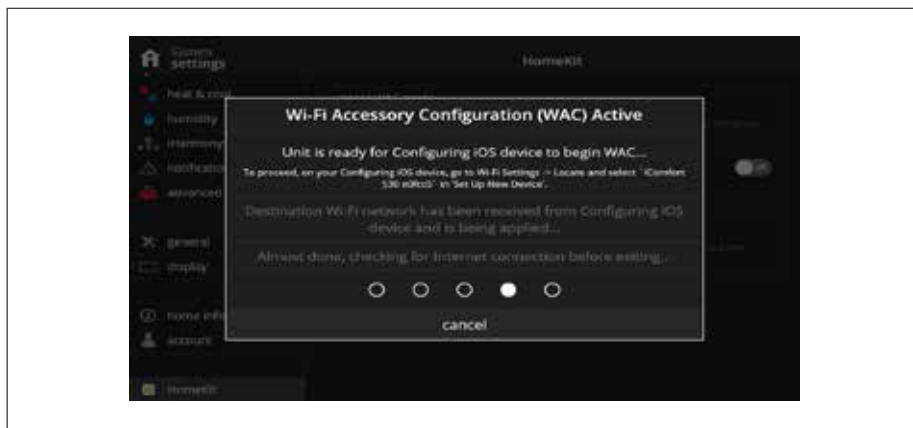 System
settings
HomeKit
heat & cool
humidity
Wi-Fi Accessory Configuration (WAC) Active
Unit is ready for Configuring iOS device to begin WAC...
To proceed, on your Configuring iOS device, go to Wi-Fi Settings -> Locate and select `iComfort
S30 in 'Set Up New Device'.
Destination Wi-Fi network has been received from Configuring iOS
device and is being applied...
Almost done, checking for Internet connection before exiting...
cancel
advanced
general
display
home info
account
HomeKit